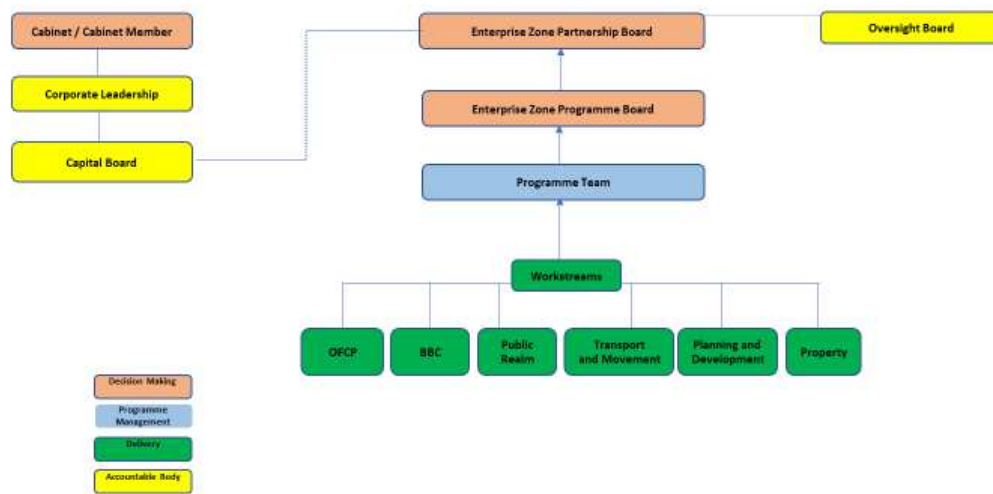 Cabinet / Cabinet Member
Enterprise Zone Partnership Board
Oversight Board
Corporate Leadership
Enterprise Zone Programme Board
Capital Board
Programme Team
Workstreams
OFCP
BBC
Public
Realm
Transport
and Movement
Planning and
Development
Property
Decision Making
Programme
Management
Delivery
Accountable Body